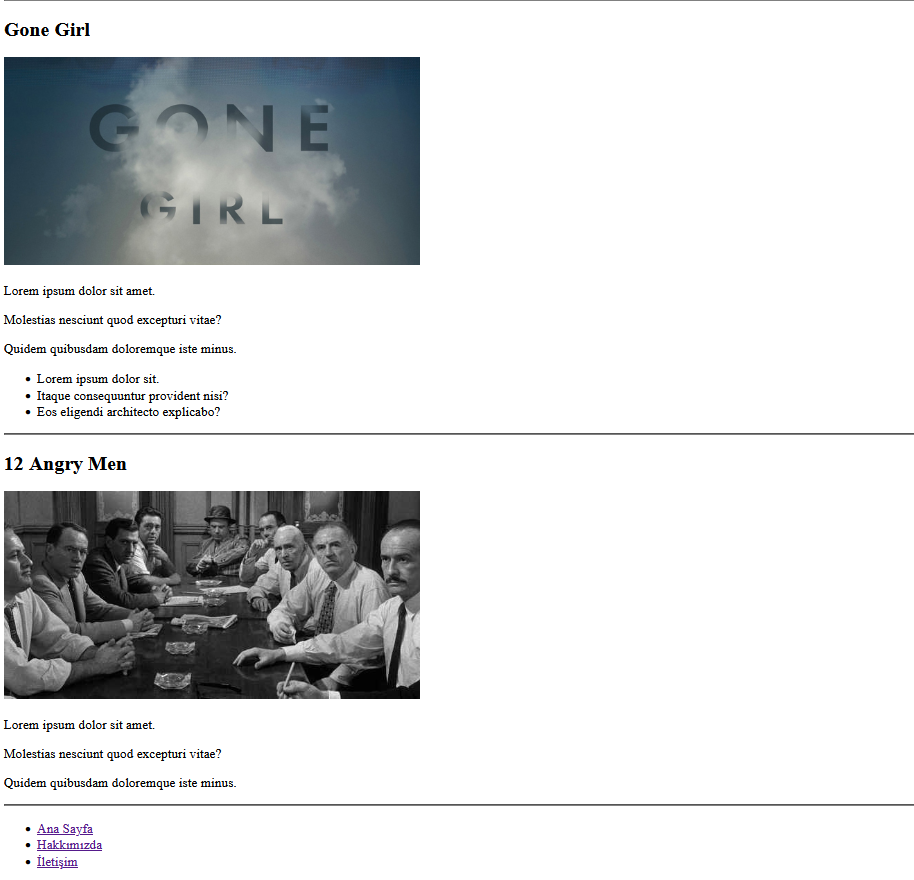 Gone Girl
GONE
GIRL
Lorem ipsum dolor sit amet.
Molestias nesciunt quod excepturi vitae?
Quidem quibusdam doloremque iste minus.
Lorem ipsum dolor sit.
Itaque consequuntur provident nisi?
Eos eligendi architecto explicabo?
12 Angry Men
Lorem ipsum dolor sit amet.
Molestias nesciunt quod excepturi vitae?
Quidem quibusdam doloremque iste minus.
Ana Sayfa
Hakkımızda
İletişim